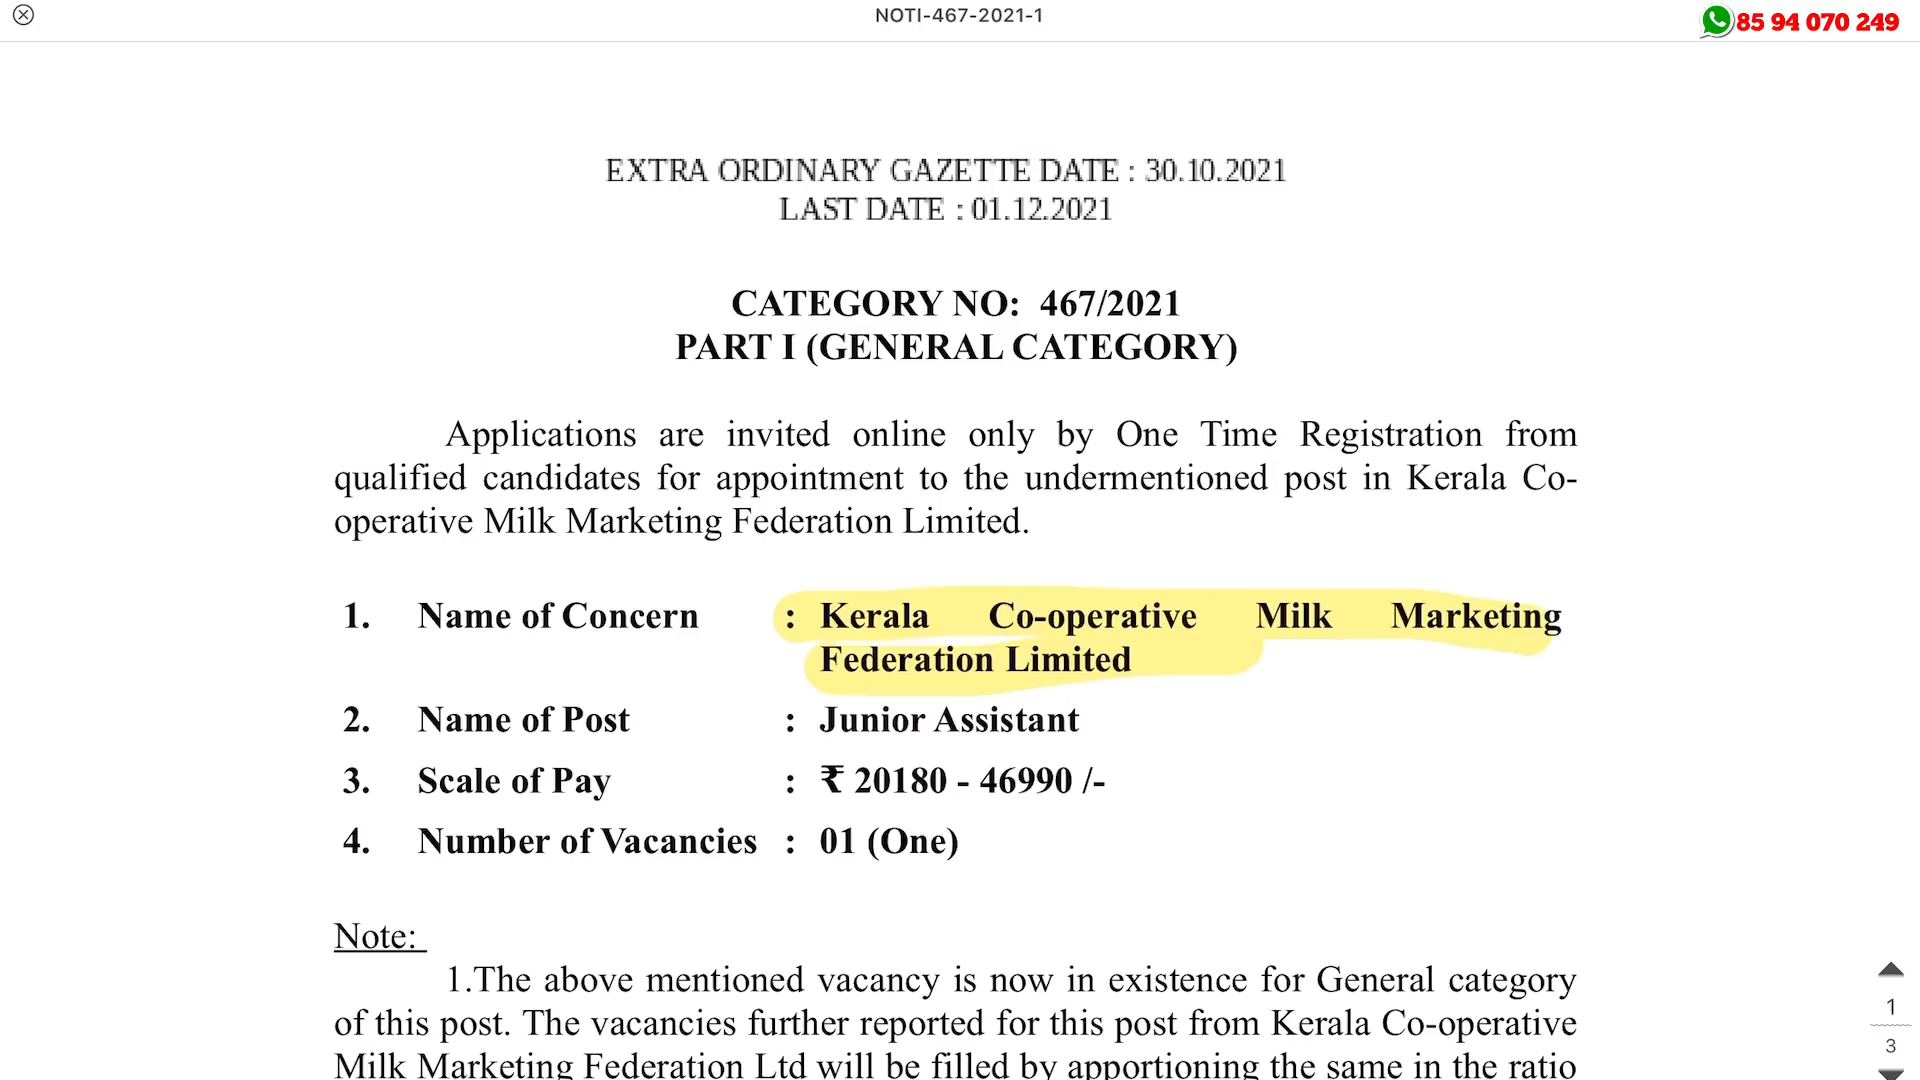 NOTI-467-2021-1
85 94 070 249
EXTRA ORDINARY GAZETTE DATE : 30.10.2021
LAST DATE : 01.12.2021
CATEGORY NO: 467/2021
PART I (GENERAL CATEGORY)
Applications are invited online only by One Time Registration from
qualified candidates for appointment to the undermentioned post in Kerala Co-
operative Milk Marketing Federation Limited.
1. Name of Concern : Kerala Co-operative Milk Marketing
Federation Limited
2. Name of Post : Junior Assistant
3. Scale of Pay : ₹ 20180 - 46990 /-
4. Number of Vacancies : 01 (One)
Note:
1.The above mentioned vacancy is now in existence for General category
of this post. The vacancies further reported for this post from Kerala Co-operative
Milk Marketing Federation Ltd will be filled by apportioning the same in the ratio
1
3